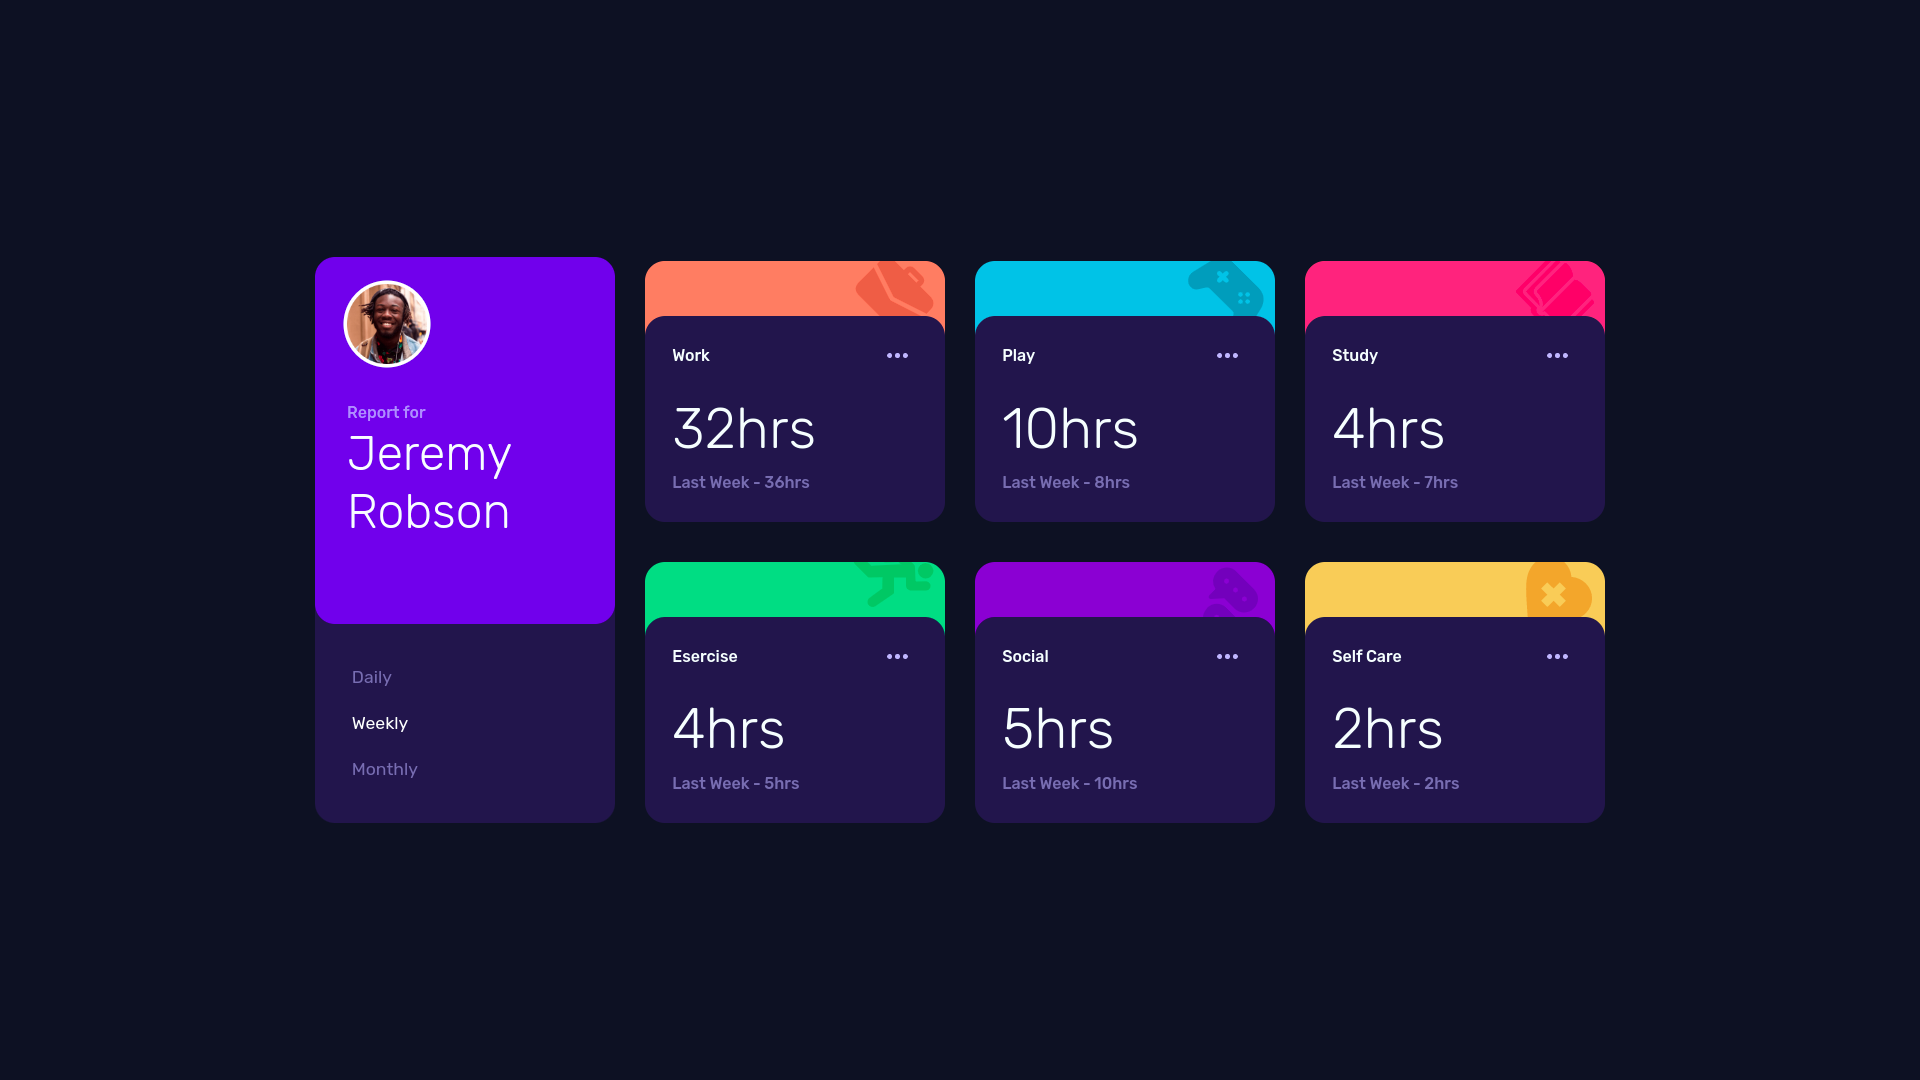 Report for
Jeremy
Robson
Daily
Weekly
Monthly
Work
32hrs
Last Week - 36hrs
Play
10hrs
Last Week - 8hrs
Study
4hrs
Last Week - 7hrs
Esercise
4hrs
Last Week - 5hrs
Social
5hrs
Last Week - 10hrs
Self Care
2hrs
Last Week - 2hrs